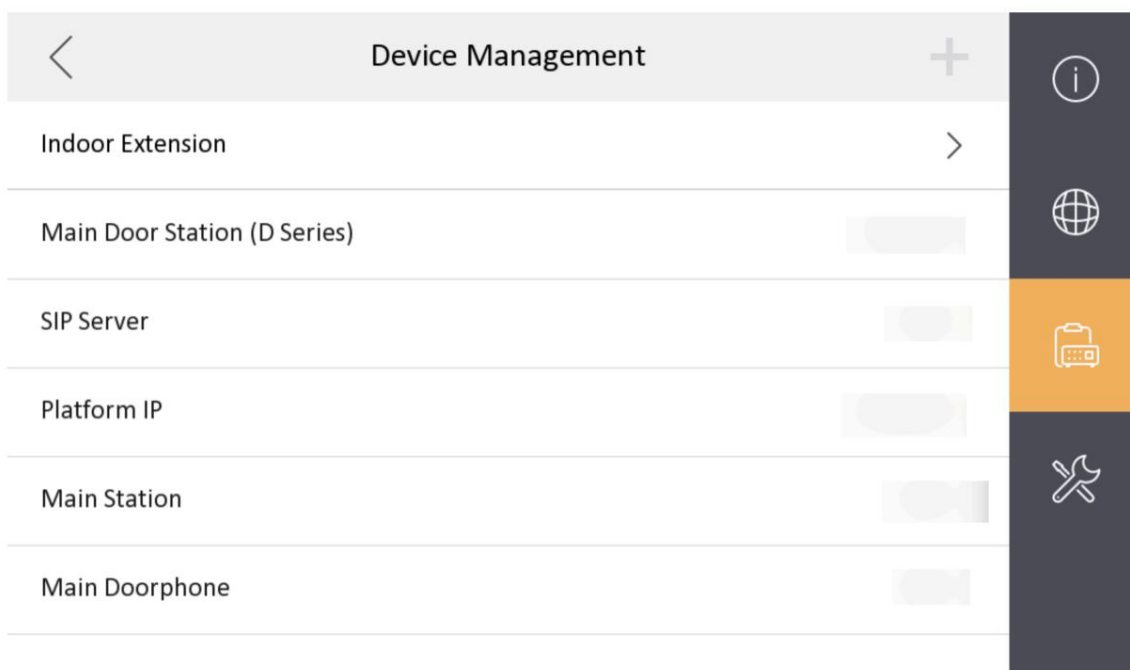 Device Management
Indoor Extension
Main Door Station (D Series)
SIP Server
Platform IP
Main Station
Main Doorphone